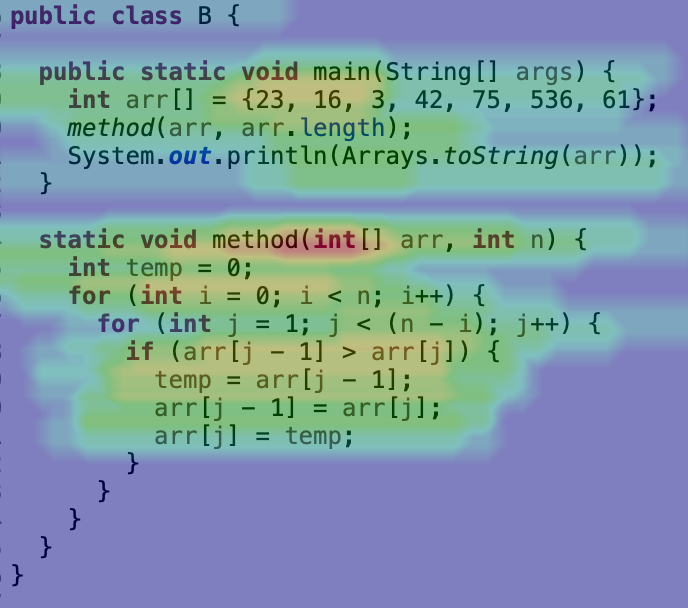 public class B {
public static void main(String[] args) {
int arr[] = {23, 16, 3, 42, 75, 536, 61};
method(arr, arr.length);
System.out.println(Arrays.toString(arr));
}
static void method(int[] arr, int n) {
int temp = 0;
for (int i = 0; i < n; i++) {
for (int j = 1; j < (n - i); j++) {
if (arr[j - 1] > arr[j]) {
temp = arr[j - 1];
arr[j - 1] = arr[j];
arr[j] = temp;
}
}
}
}
}